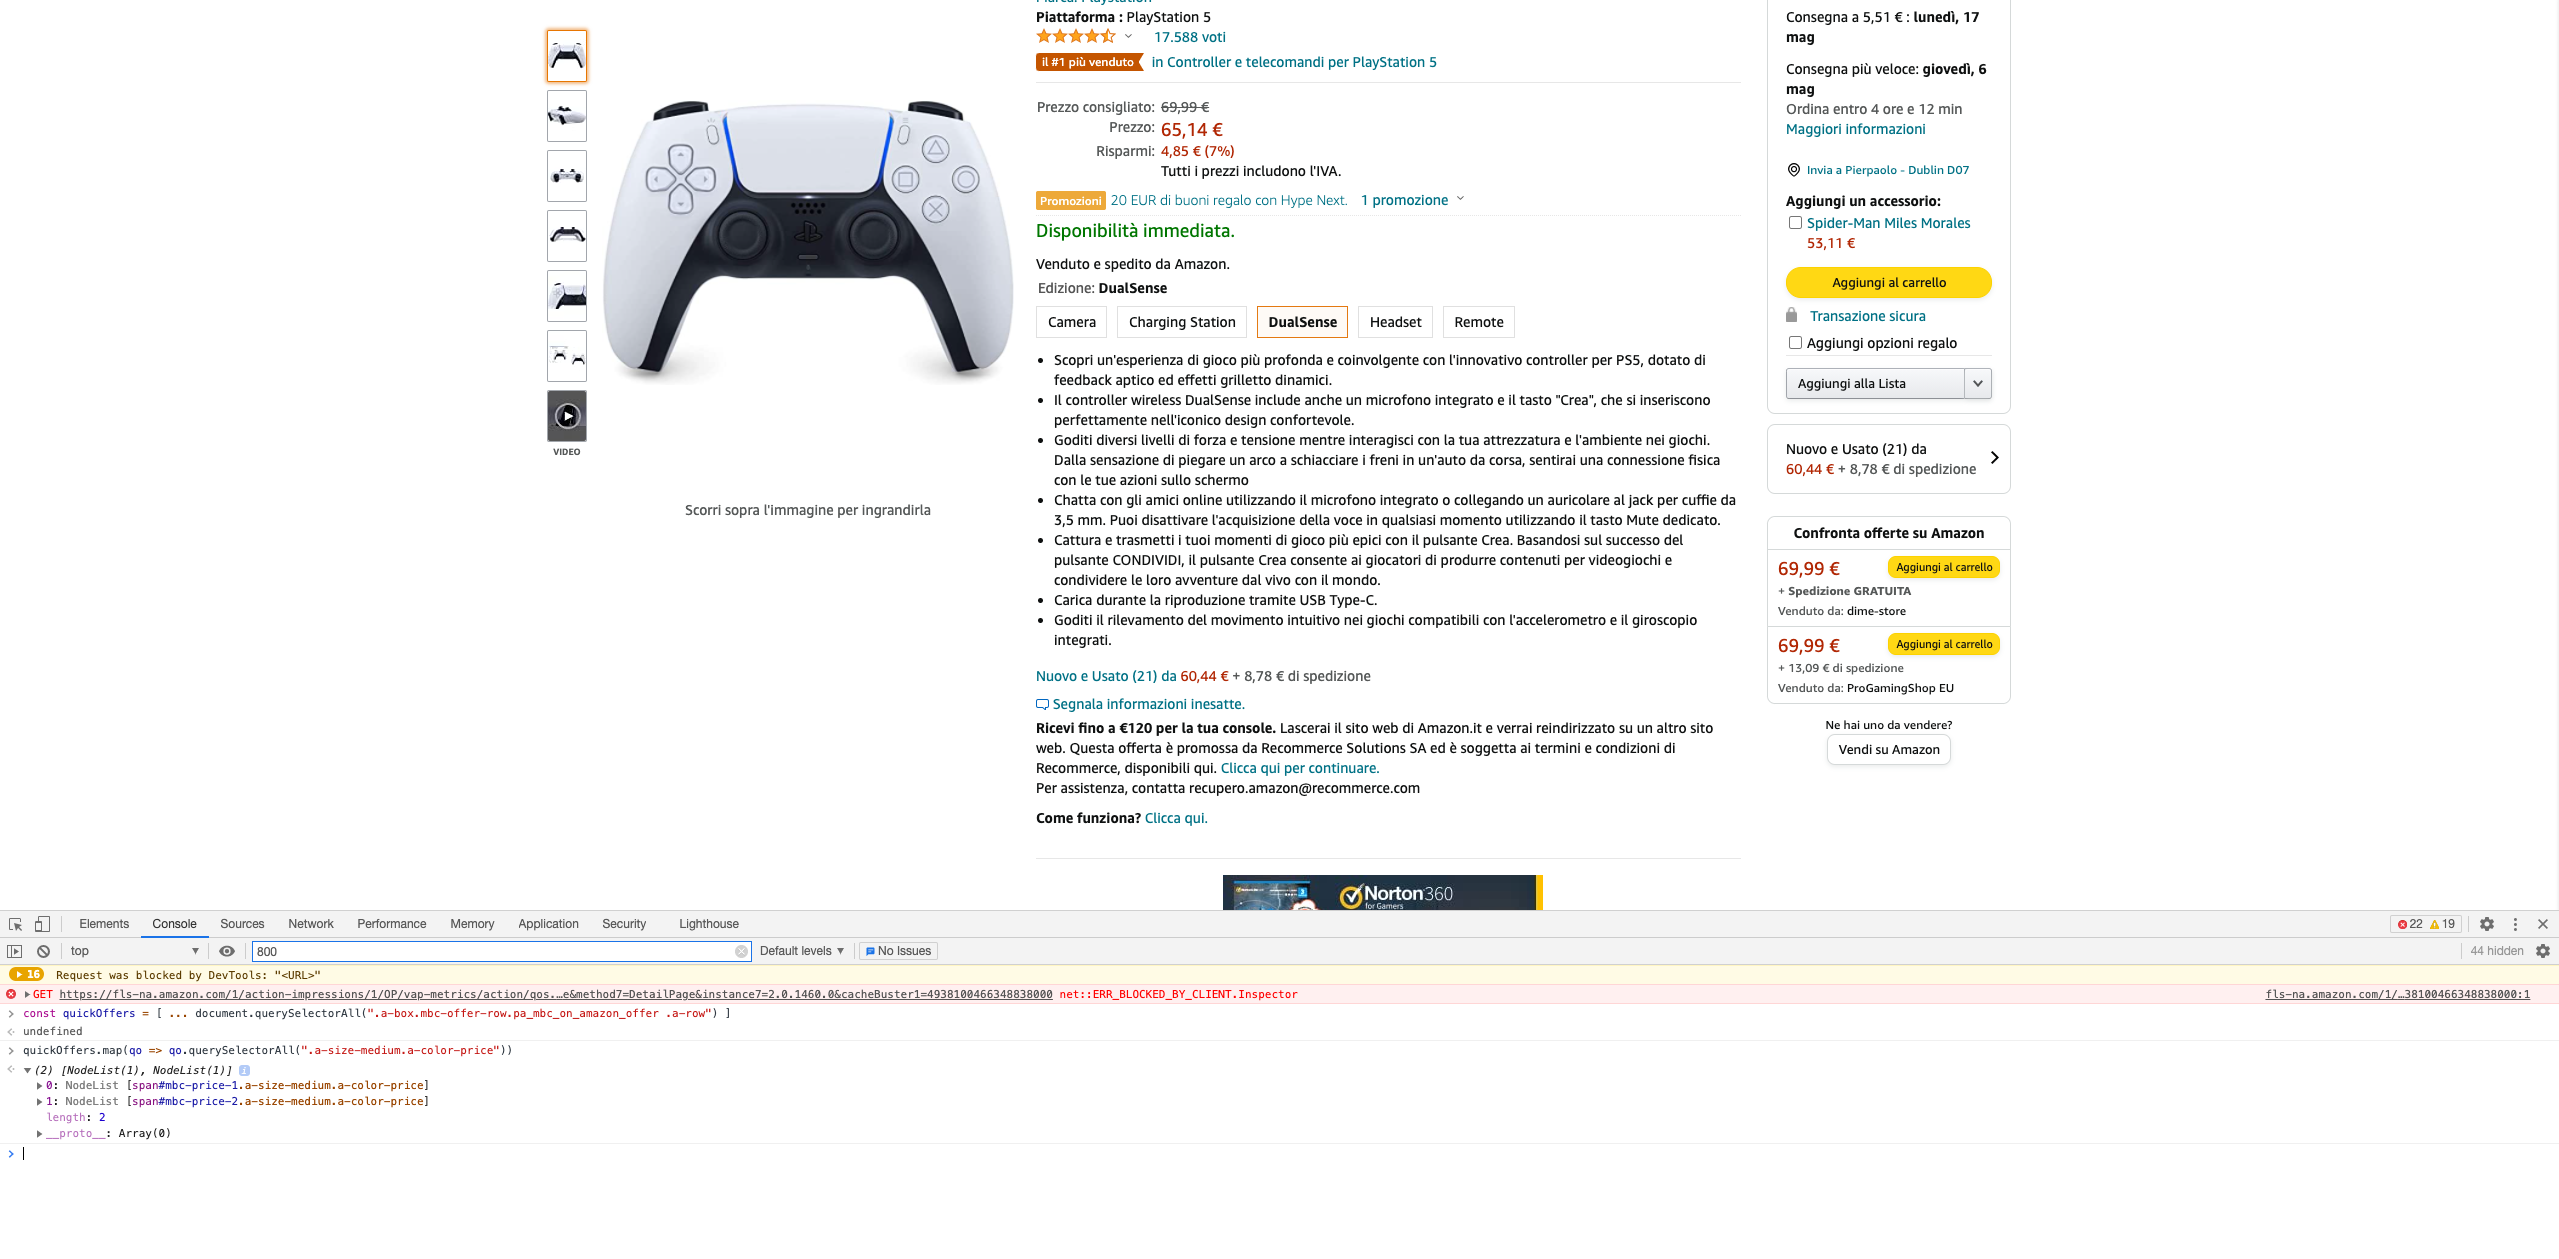 VIDEO
Scorri sopra l'immagine per ingrandirla
Marca: PlayStation
Piattaforma : PlayStation 5
17.588 voti
il #1 più venduto in Controller e telecomandi per PlayStation 5
Prezzo consigliato: 69,99 €
Prezzo: 65,14 €
Risparmi: 4,85 € (7%)
Tutti i prezzi includono l'IVA.
Promozioni 20 EUR di buoni regalo con Hype Next. 1 promozione
Disponibilità immediata.
Venduto e spedito da Amazon.
Edizione: DualSense
Camera Charging Station DualSense Headset Remote
Scopri un'esperienza di gioco più profonda e coinvolgente con l'innovativo controller per PS5, dotato di
feedback aptico ed effetti grilletto dinamici.
Il controller wireless DualSense include anche un microfono integrato e il tasto "Crea", che si inseriscono
perfettamente nell'iconico design confortevole.
Goditi diversi livelli di forza e tensione mentre interagisci con la tua attrezzatura e l'ambiente nei giochi.
Dalla sensazione di piegare un arco a schiacciare i freni in un'auto da corsa, sentirai una connessione fisica
con le tue azioni sullo schermo
Chatta con gli amici online utilizzando il microfono integrato o collegando un auricolare al jack per cuffie da
3,5 mm. Puoi disattivare l'acquisizione della voce in qualsiasi momento utilizzando il tasto Mute dedicato.
Cattura e trasmetti i tuoi momenti di gioco più epici con il pulsante Crea. Basandosi sul successo del
pulsante CONDIVIDI, il pulsante Crea consente ai giocatori di produrre contenuti per videogiochi e
condividere le loro avventure dal vivo con il mondo.
Carica durante la riproduzione tramite USB Type-C.
Goditi il rilevamento del movimento intuitivo nei giochi compatibili con l'accelerometro e il giroscopio
integrati.
Nuovo e Usato (21) da 60,44 € + 8,78 € di spedizione
Segnala informazioni inesatte.
Ricevi fino a €120 per la tua console. Lascerai il sito web di Amazon.it e verrai reindirizzato su un altro sito
web. Questa offerta è promossa da Recommerce Solutions SA ed è soggetta ai termini e condizioni di
Recommerce, disponibili qui. Clicca qui per continuare.
Per assistenza, contatta recupero.amazon@recommerce.com
Come funziona? Clicca qui.
Norton360
for Gamers
Consegna a 5,51 € : lunedì, 17
mag
Consegna più veloce: giovedì, 6
mag
Ordina entro 4 ore e 12 min
Maggiori informazioni
Invia a Pierpaolo - Dublin D07
Aggiungi un accessorio:
Spider-Man Miles Morales
53,11 €
Aggiungi al carrello
Transazione sicura
Aggiungi opzioni regalo
Aggiungi alla Lista
Nuovo e Usato (21) da
60,44 € + 8,78 € di spedizione
Confronta offerte su Amazon
69,99 € Aggiungi al carrello
+ Spedizione GRATUITA
Venduto da: dime-store
69,99 € Aggiungi al carrello
+ 13,09 € di spedizione
Venduto da: ProGamingShop EU
Ne hai uno da vendere?
Vendi su Amazon
Elements Console Sources Network Performance Memory Application Security Lighthouse 22 19
top 800 Default levels No Issues 44 hidden
16 Request was blocked by DevTools: "<URL>"
GET https://fls-na.amazon.com/1/action-impressions/1/OP/vap-metrics/action/qos.…e&method7=DetailPage&instance7=2.0.1460.0&cacheBuster1=4938100466348838000 net::ERR_BLOCKED_BY_CLIENT.Inspector fls-na.amazon.com/1/…38100466348838000:1
> const quickOffers = [ ... document.querySelectorAll(".a-box.mbc-offer-row.pa_mbc_on_amazon_offer .a-row") ]
undefined
> quickOffers.map(qo => qo.querySelectorAll(".a-size-medium.a-color-price"))
(2) [NodeList(1), NodeList(1)] i
0: NodeList [span#mbc-price-1.a-size-medium.a-color-price]
1: NodeList [span#mbc-price-2.a-size-medium.a-color-price]
length: 2
__proto__: Array(0)
>